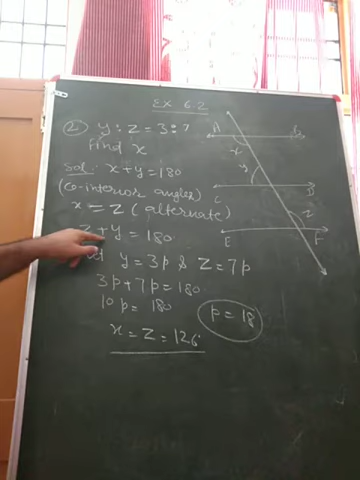 EX 6.2
② y : z = 3 : 7
Find x
Sol: x + y = 180
(co-interior angles)
x = z (alternate)
z + y = 180
y = 3p & z = 7p
3p + 7p = 180
10p = 180
p = 18
x = z = 126°
A
B
x
y
C
D
z
E
F